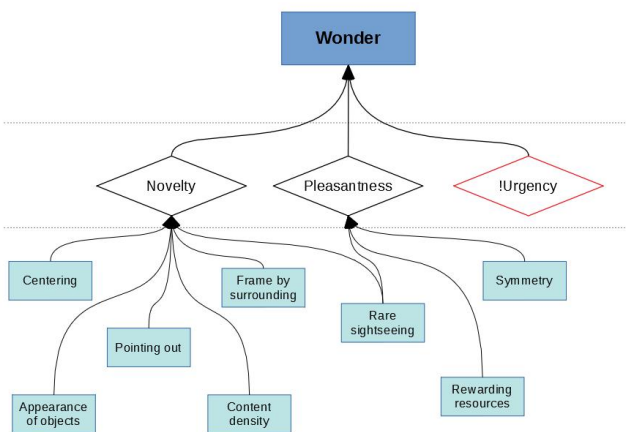 Wonder
Novelty
Pleasantness
!Urgency
Centering
Frame by
surrounding
Symmetry
Rare
sightseeing
Pointing out
Rewarding
resources
Appearance
of objects
Content
density